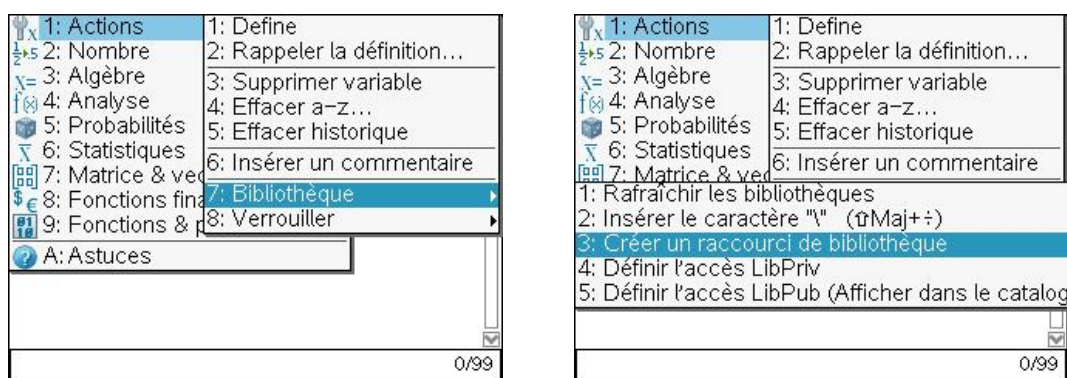 1: Actions
2: Nombre
3: Algèbre
4: Analyse
5: Probabilités
6: Statistiques
7: Matrice & vec
8: Fonctions fina
9: Fonctions & p
A: Astuces
1: Define
2: Rappeler la définition...
3: Supprimer variable
4: Effacer a-z...
5: Effacer historique
6: Insérer un commentaire
7: Bibliothèque
8: Verrouiller
0/99
1: Actions
2: Nombre
3: Algèbre
4: Analyse
5: Probabilités
6: Statistiques
7: Matrice & vec
1: Define
2: Rappeler la définition...
3: Supprimer variable
4: Effacer a-z...
5: Effacer historique
6: Insérer un commentaire
1: Rafraîchir les bibliothèques
2: Insérer le caractère "\" (⇧Maj+÷)
3: Créer un raccourci de bibliothèque
4: Définir l'accès LibPriv
5: Définir l'accès LibPub (Afficher dans le catalog
0/99